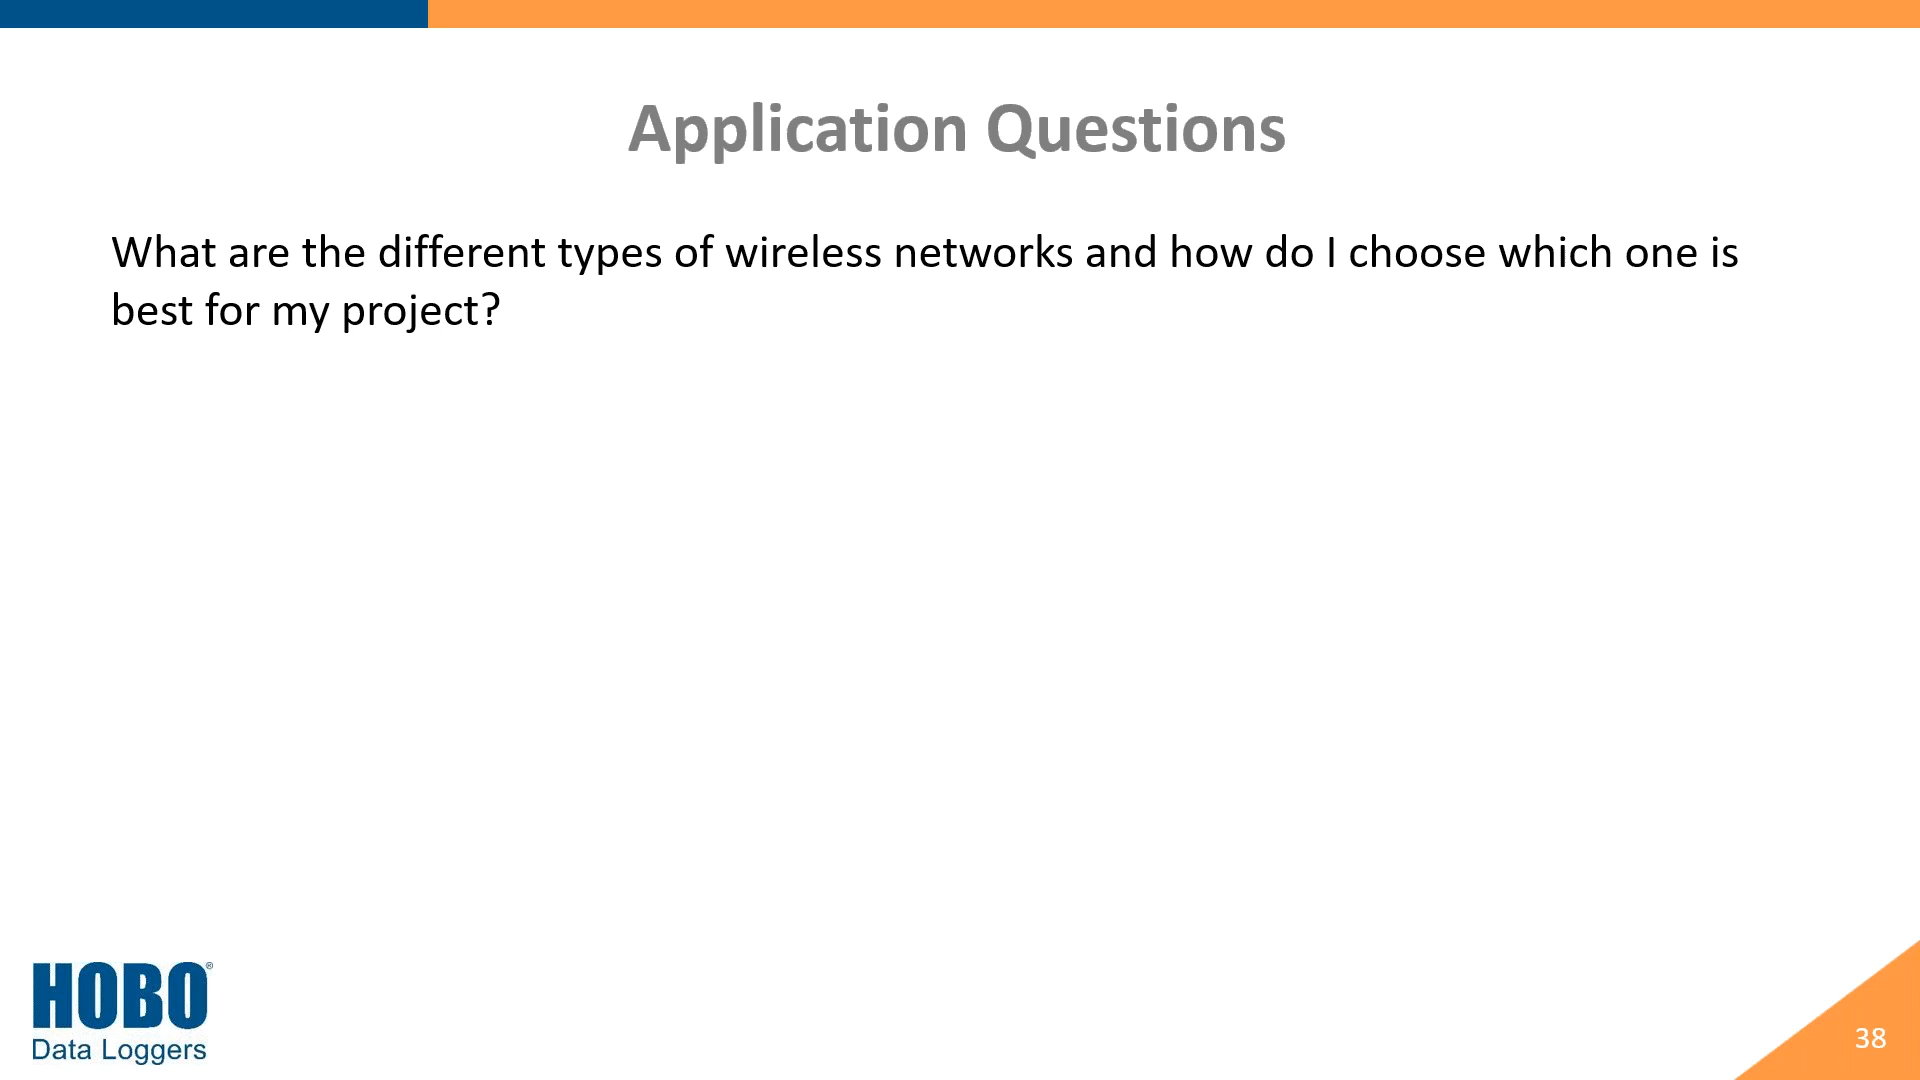 Application Questions
What are the different types of wireless networks and how do I choose which one is
best for my project?
HOBO®
Data Loggers
38